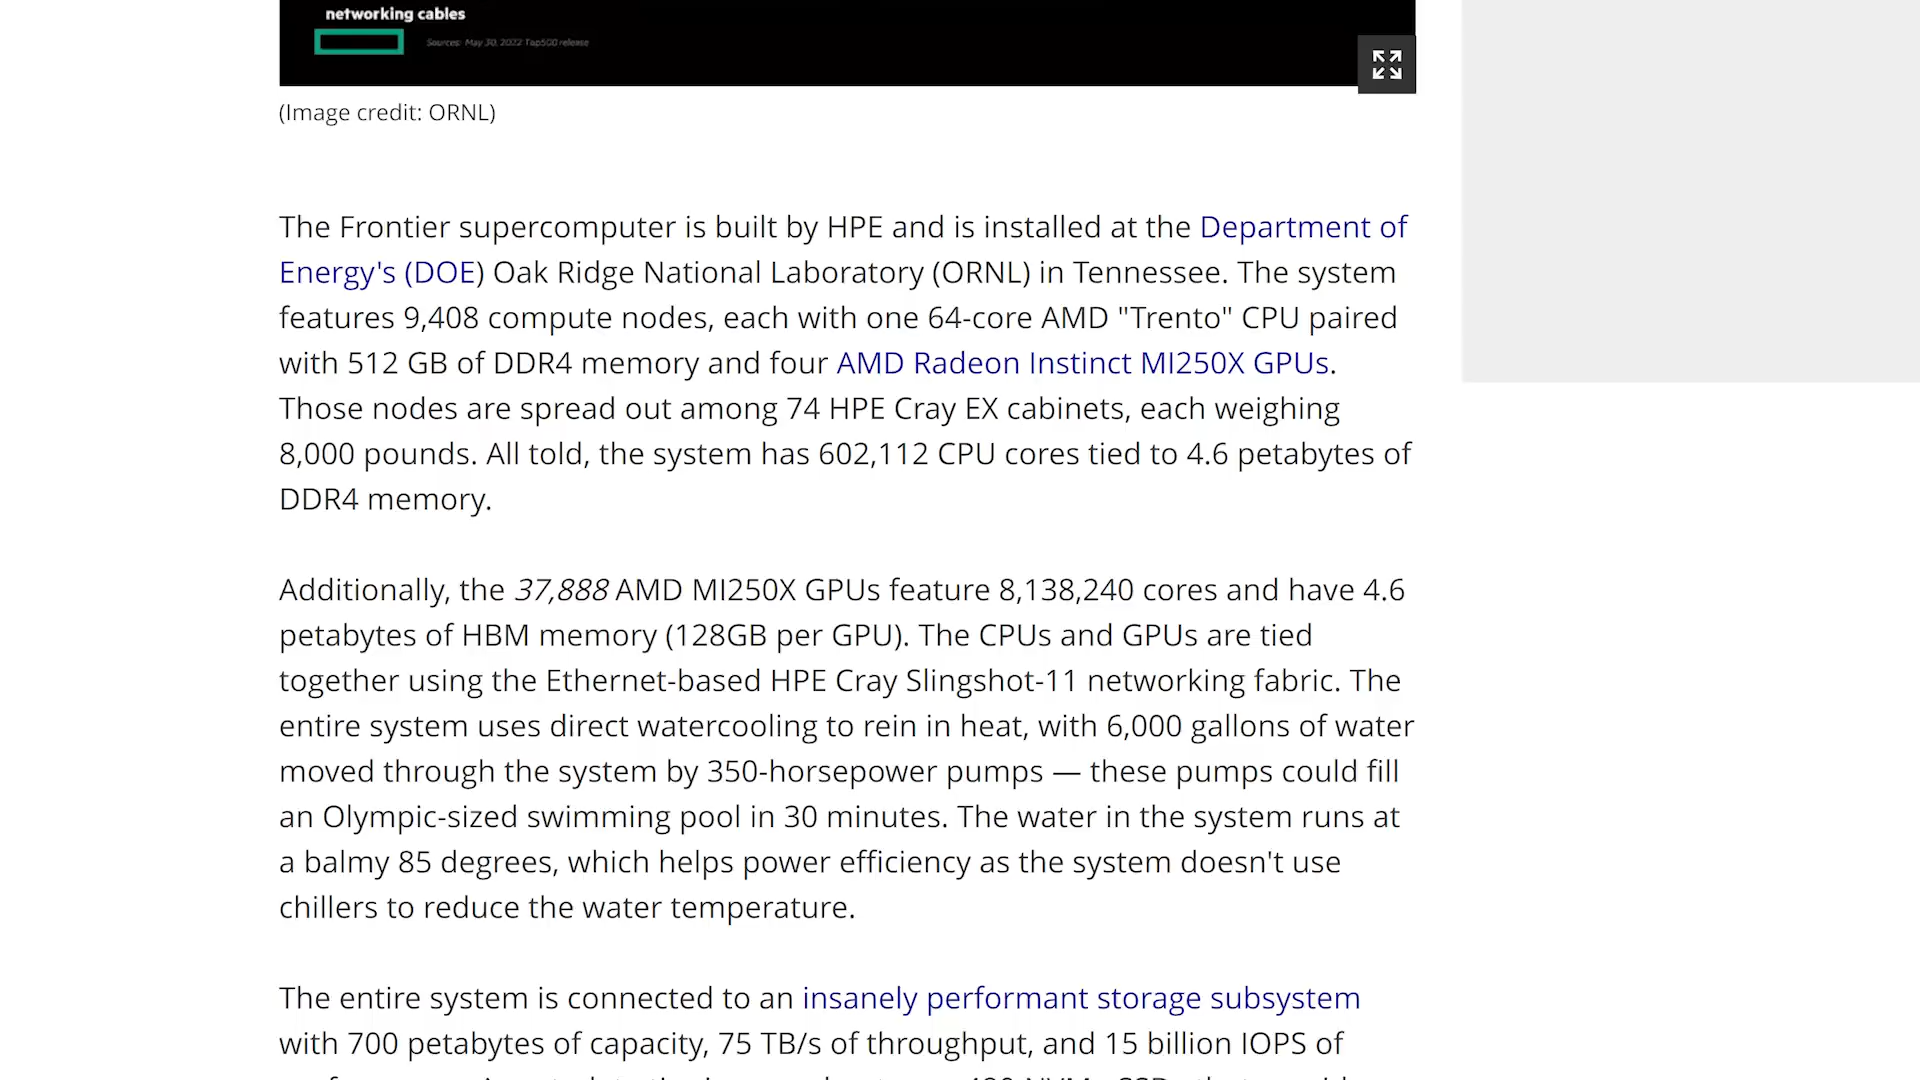 networking cables
Sources: May 30, 2022 Top500 release
(Image credit: ORNL)
The Frontier supercomputer is built by HPE and is installed at the Department of
Energy's (DOE) Oak Ridge National Laboratory (ORNL) in Tennessee. The system
features 9,408 compute nodes, each with one 64-core AMD "Trento" CPU paired
with 512 GB of DDR4 memory and four AMD Radeon Instinct MI250X GPUs.
Those nodes are spread out among 74 HPE Cray EX cabinets, each weighing
8,000 pounds. All told, the system has 602,112 CPU cores tied to 4.6 petabytes of
DDR4 memory.
Additionally, the 37,888 AMD MI250X GPUs feature 8,138,240 cores and have 4.6
petabytes of HBM memory (128GB per GPU). The CPUs and GPUs are tied
together using the Ethernet-based HPE Cray Slingshot-11 networking fabric. The
entire system uses direct watercooling to rein in heat, with 6,000 gallons of water
moved through the system by 350-horsepower pumps — these pumps could fill
an Olympic-sized swimming pool in 30 minutes. The water in the system runs at
a balmy 85 degrees, which helps power efficiency as the system doesn't use
chillers to reduce the water temperature.
The entire system is connected to an insanely performant storage subsystem
with 700 petabytes of capacity, 75 TB/s of throughput, and 15 billion IOPS of